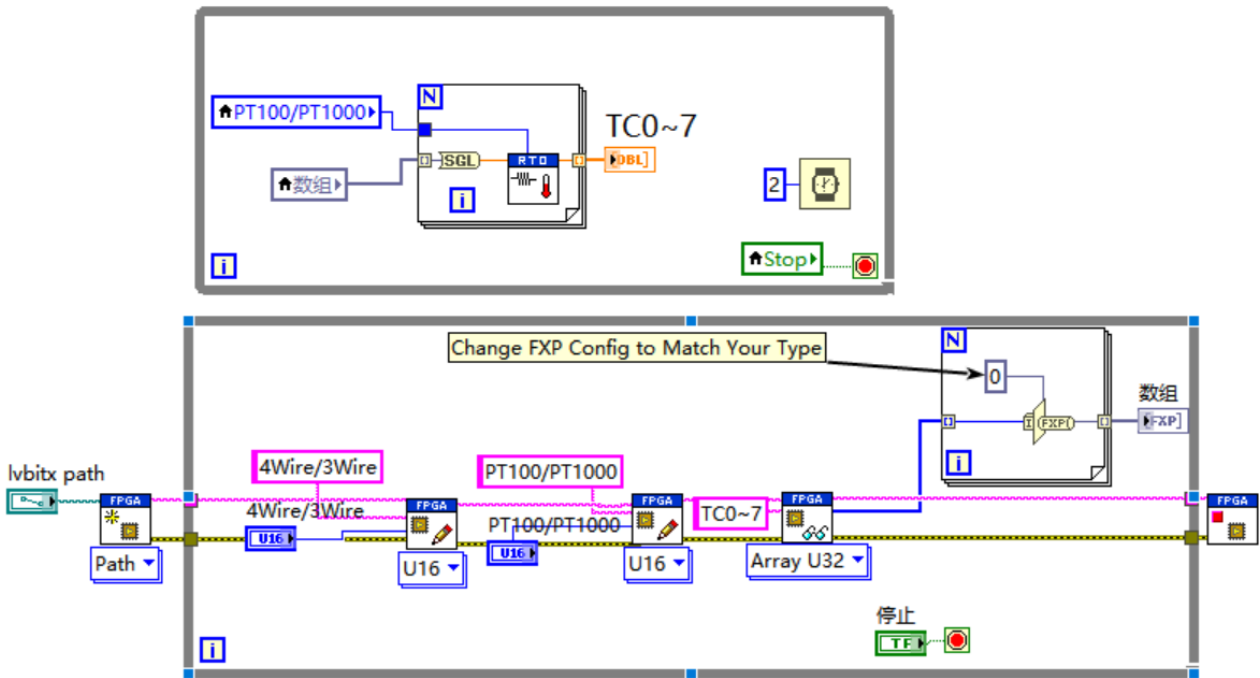 N
PT100/PT1000
TC0~7
SGL
RTD
DBL]
数组
i
2
i
Stop
Change FXP Config to Match Your Type
N
0
数组
I
FXP(
FXP]
lvbitx path
4Wire/3Wire
PT100/PT1000
i
FPGA
FPGA
FPGA
FPGA
FPGA
4Wire/3Wire
TC0~7
U16
PT100/PT1000
U16
Path
U16
U16
Array U32
停止
TF
i